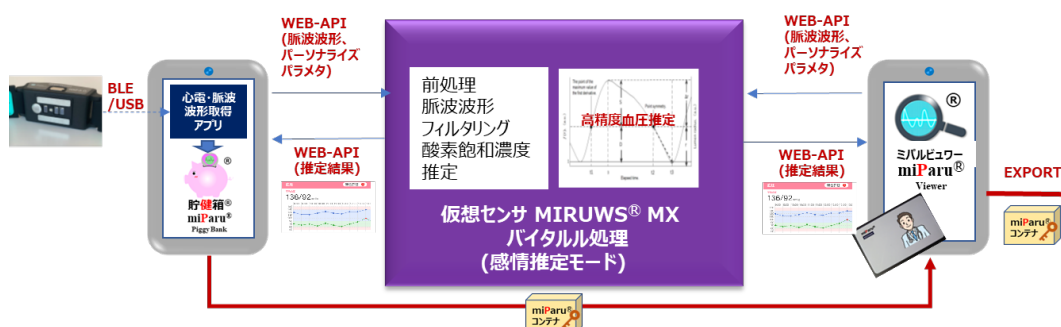 BLE
/USB
心電・脈波
波形取得
アプリ
®
貯健箱®
miParu®
PiggyBank
WEB-API
(脈波波形、
パーソナライズ
パラメタ)
WEB-API
(推定結果)
136/92
前処理
脈波波形
フィルタリング
酸素飽和濃度
推定
高精度血圧推定
仮想センサ MIRUWS® MX
バイタルル処理
(感情推定モード)
WEB-API
(脈波波形、
パーソナライズ
パラメタ)
WEB-API
(推定結果)
136/92
®
ミパルビュワー
miParu®
Viewer
EXPORT
miParu®
コンテナ
miParu®
コンテナ